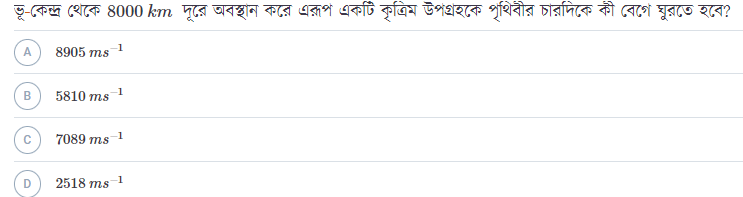 ভূ-কেন্দ্র থেকে 8000 km দূরে অবস্থান করে এরূপ একটি কৃত্রিম উপগ্রহকে পৃথিবীর চারদিকে কী বেগে ঘুরতে হবে?
A 8905 ms⁻¹
B 5810 ms⁻¹
C 7089 ms⁻¹
D 2518 ms⁻¹